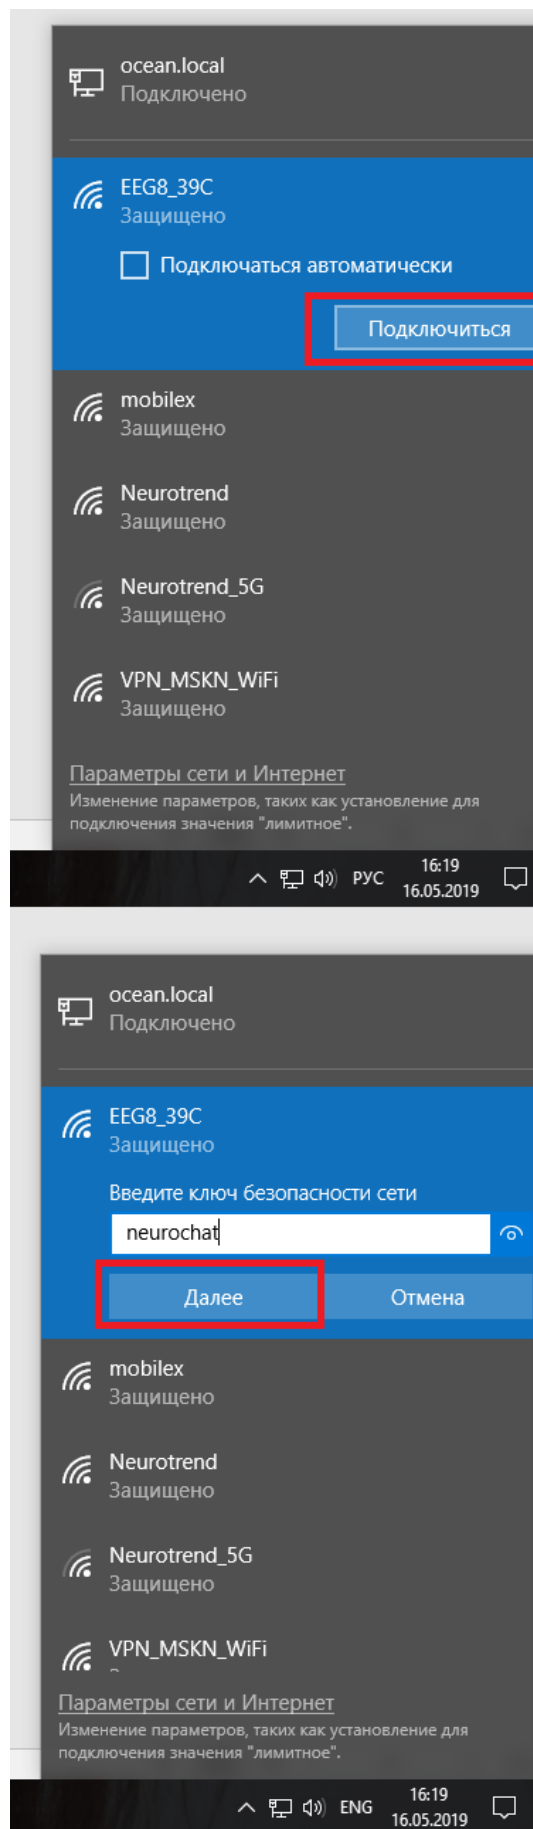 ocean.local
Подключено
EEG8_39C
Защищено
Подключаться автоматически
Подключиться
mobilex
Защищено
Neurotrend
Защищено
Neurotrend_5G
Защищено
VPN_MSKN_WiFi
Защищено
Параметры сети и Интернет
Изменение параметров, таких как установление для
подключения значения "лимитное".
РУС
16:19
16.05.2019
ocean.local
Подключено
EEG8_39C
Защищено
Введите ключ безопасности сети
neurochat
Далее
Отмена
mobilex
Защищено
Neurotrend
Защищено
Neurotrend_5G
Защищено
VPN_MSKN_WiFi
Параметры сети и Интернет
Изменение параметров, таких как установление для
подключения значения "лимитное".
ENG
16:19
16.05.2019